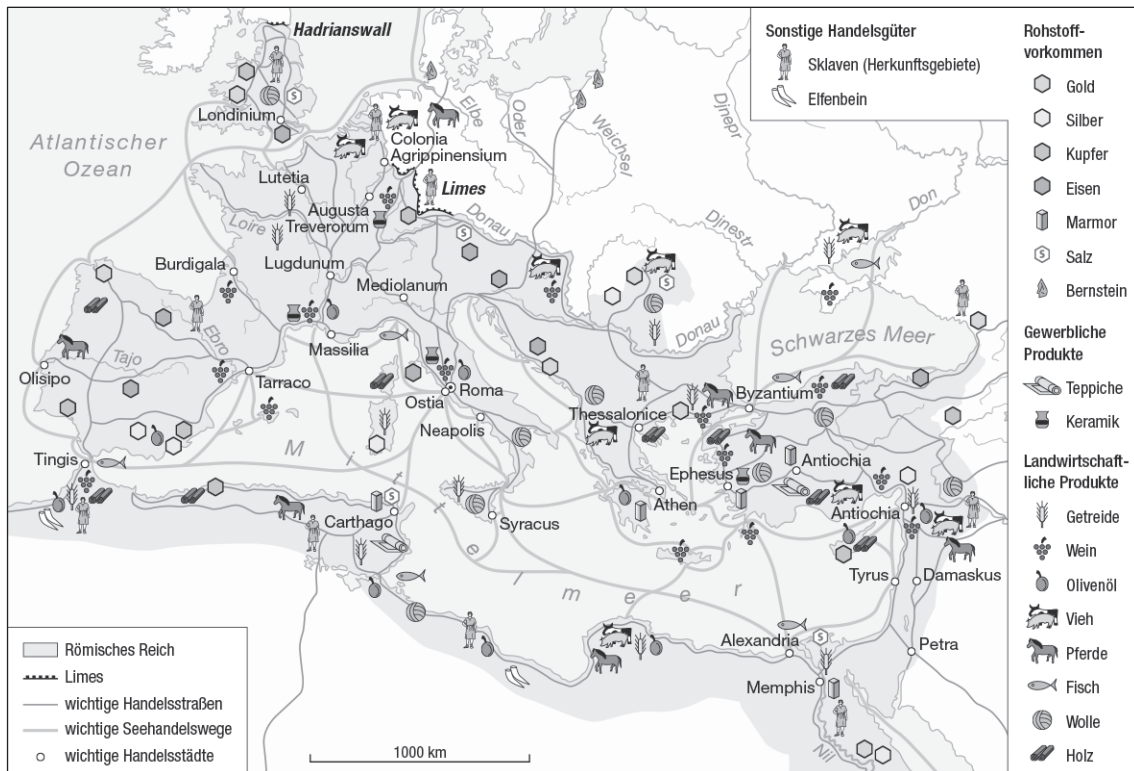 Hadrianswall
Londinium
Atlantischer
Ozean
Elbe
Oder
Weichsel
Djnepr
Colonia
Agrippinensium
Lutetia
Limes
Loire
Augusta
Treverorum
Donau
Djnestr
Don
Burdigala
Lugdunum
Mediolanum
Donau
Schwarzes Meer
Massilia
Ebro
Tajo
Olisipo
Tarraco
Roma
Ostia
Neapolis
Thessalonice
Byzantium
Tingis
Mittelmeer
Ephesus
Antiochia
Athen
Antiochia
Carthago
Syracus
Tyrus
Damaskus
Alexandria
Petra
Memphis
Nil
Sonstige Handelsgüter
Sklaven (Herkunftsgebiete)
Elfenbein
Rohstoff-
vorkommen
Gold
Silber
Kupfer
Eisen
Marmor
S Salz
Bernstein
Gewerbliche
Produkte
Teppiche
Keramik
Landwirtschaft-
liche Produkte
Getreide
Wein
Olivenöl
Vieh
Pferde
Fisch
Wolle
Holz
Römisches Reich
Limes
wichtige Handelsstraßen
wichtige Seehandelswege
wichtige Handelsstädte
1000 km